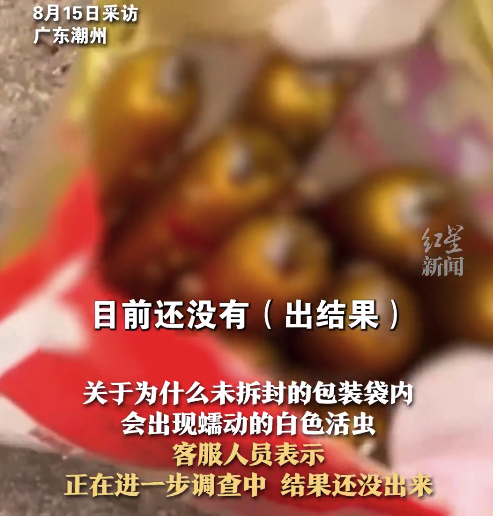 8月15日采访
广东潮州
红星
新闻
目前还没有（出结果）
关于为什么未拆封的包装袋内
会出现蠕动的白色活虫
客服人员表示
正在进一步调查中 结果还没出来